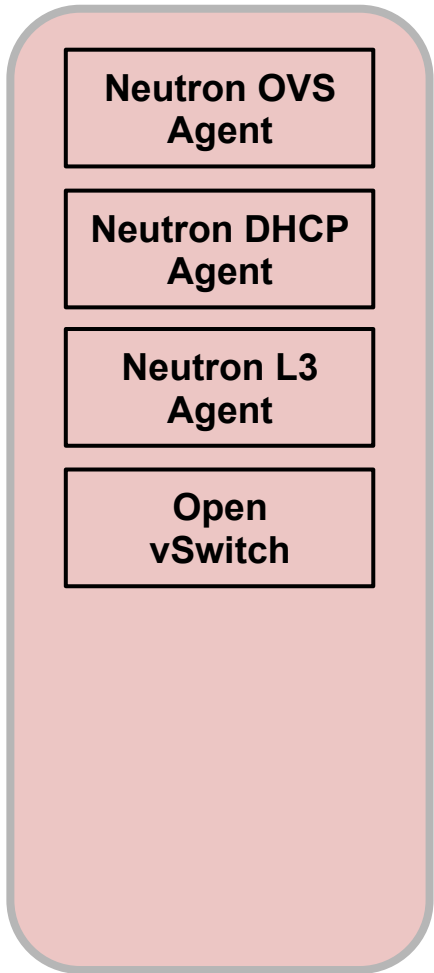 Neutron OVS
Agent
Neutron DHCP
Agent
Neutron L3
Agent
Open
vSwitch